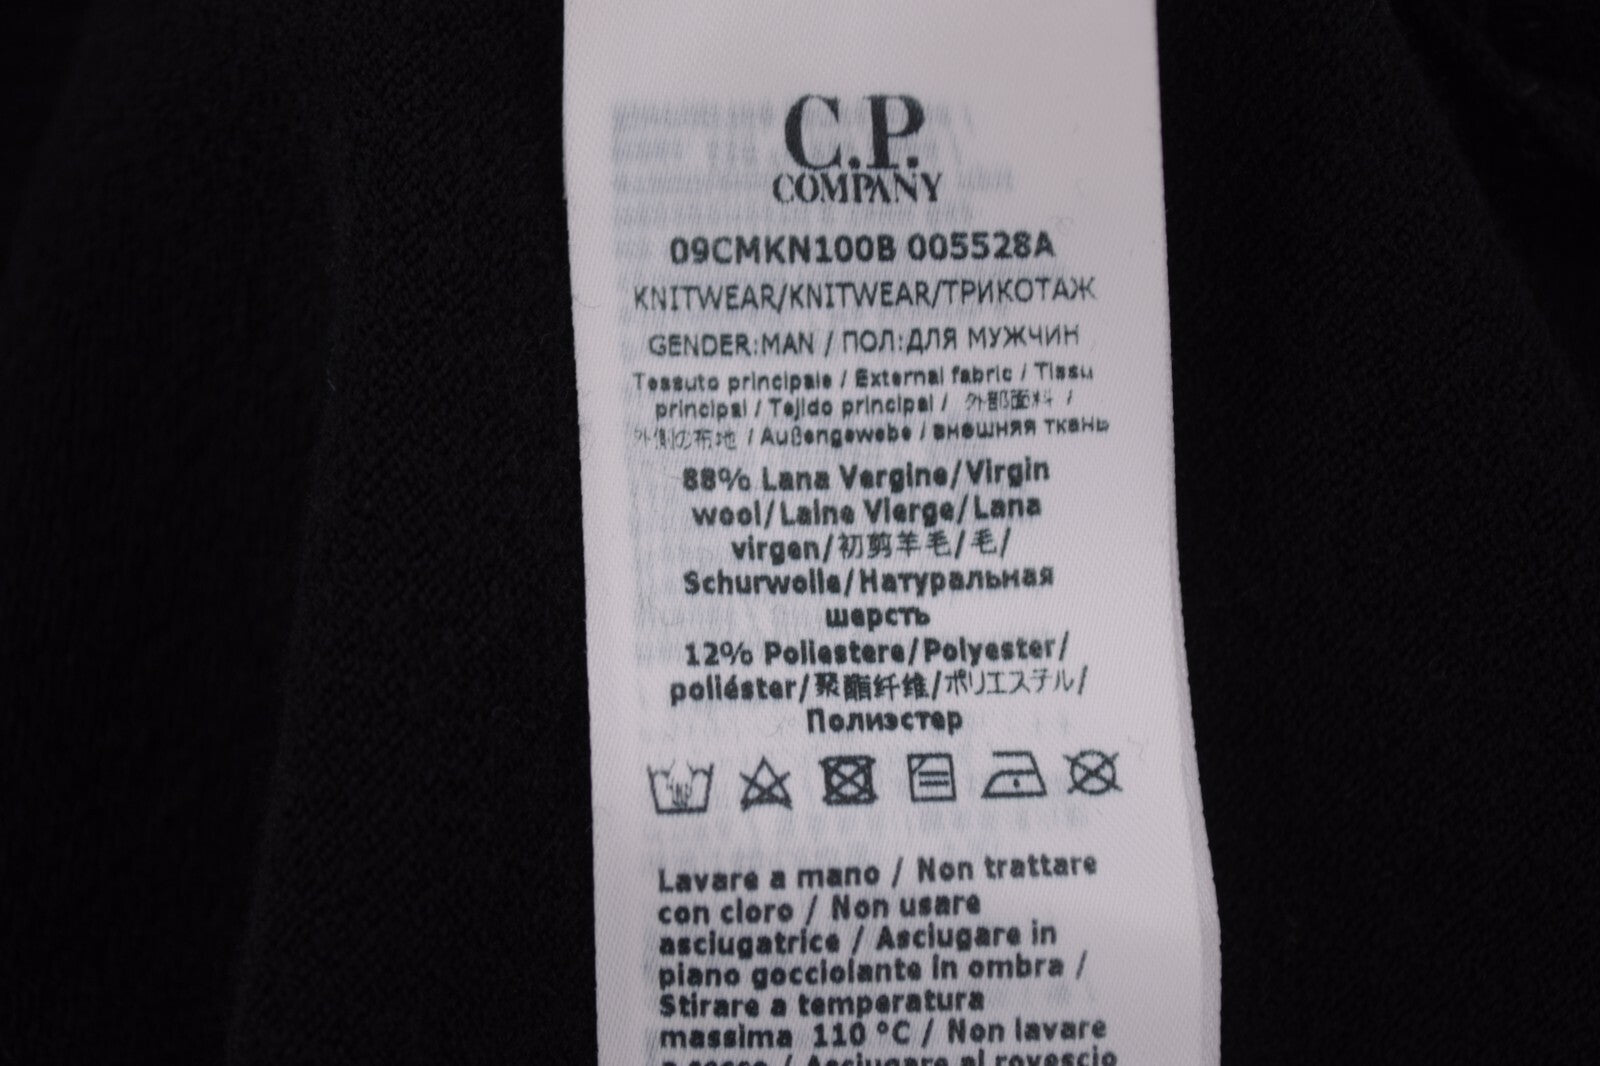 C.P.
COMPANY
09CMKN100B 005528A
KNITWEAR/KNITWEAR/ТРИКОТАЖ
GENDER:MAN / ПОЛ:ДЛЯ МУЖЧИН
Tessuto principale / External fabric / Tissu
principal / Tejido principal / 外部面料 /
外側の布地 / Außengewebe / внешняя ткань
88% Lana Vergine/Virgin
wool/Laine Vierge/Lana
virgen/初剪羊毛/毛/
Schurwolle/Натуральная
шерсть
12% Poliestere/Polyester/
poliéster/聚酯纤维/ポリエステル/
Полиэстер
Lavare a mano / Non trattare
con cloro / Non usare
asciugatrice / Asciugare in
piano gocciolante in ombra /
Stirare a temperatura
massima 110 °C / Non lavare
a secco / Asciugare al rovescio